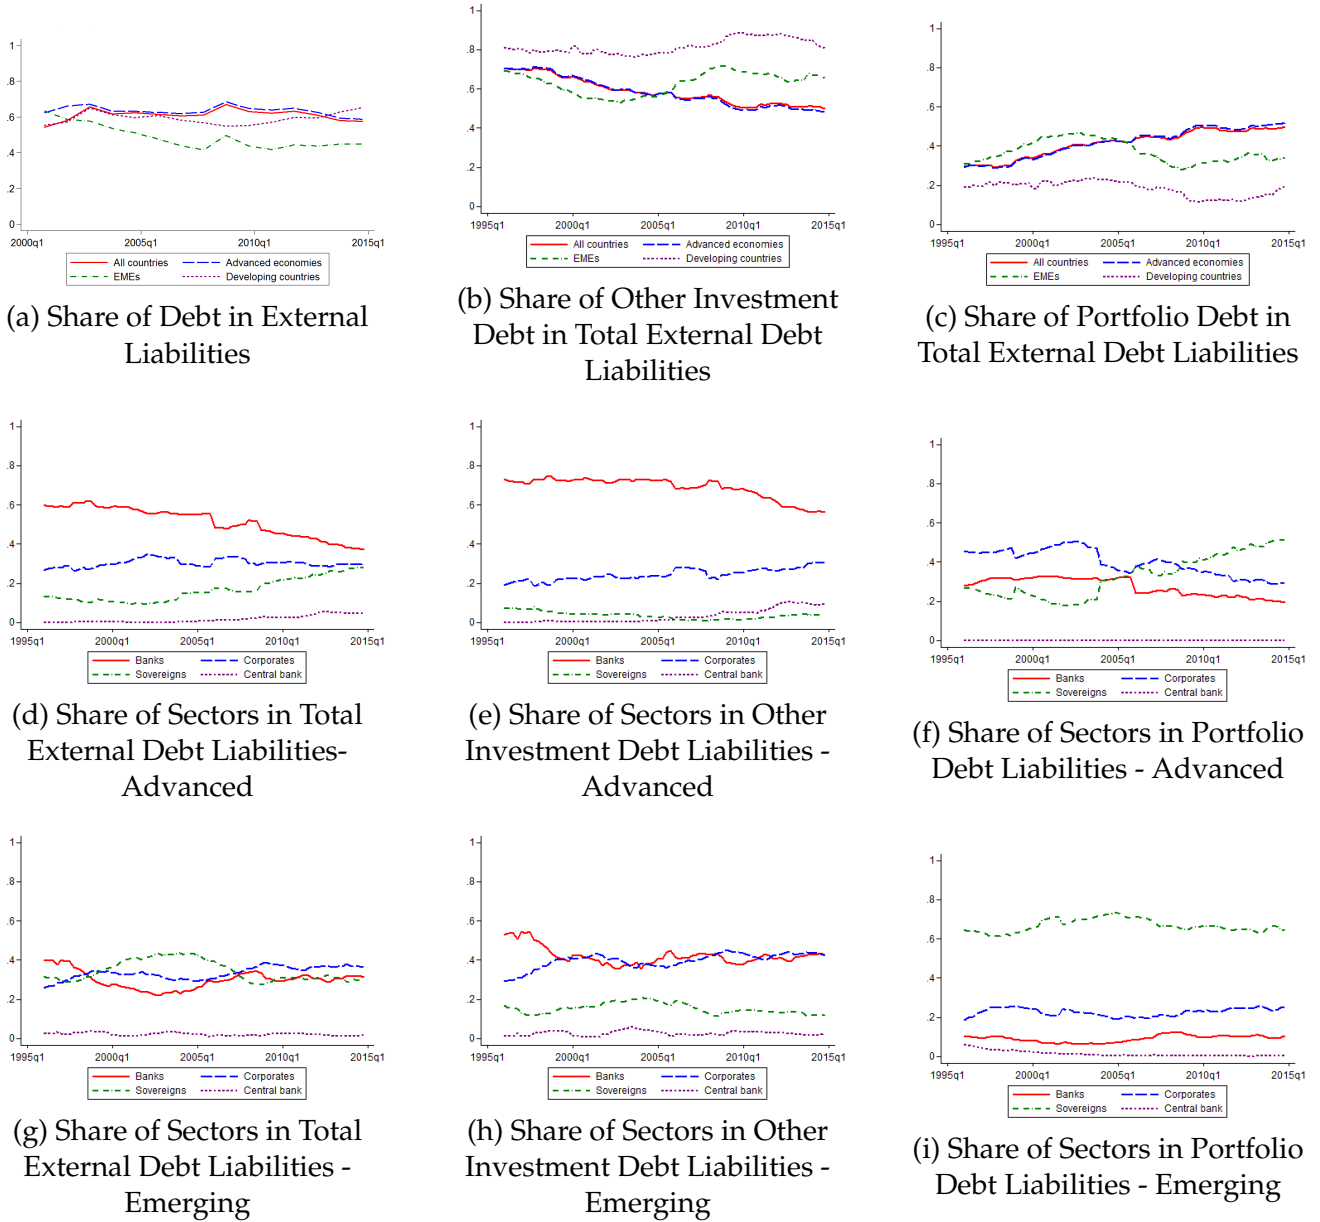 1
.8
.6
.4
.2
0
2000q1 2005q1 2010q1 2015q1
All countries Advanced economies
EMEs Developing countries
(a) Share of Debt in External
Liabilities
1
.8
.6
.4
.2
0
1995q1 2000q1 2005q1 2010q1 2015q1
All countries Advanced economies
EMEs Developing countries
(b) Share of Other Investment
Debt in Total External Debt
Liabilities
1
.8
.6
.4
.2
0
1995q1 2000q1 2005q1 2010q1 2015q1
All countries Advanced economies
EMEs Developing countries
(c) Share of Portfolio Debt in
Total External Debt Liabilities
1
.8
.6
.4
.2
0
1995q1 2000q1 2005q1 2010q1 2015q1
Banks Corporates
Sovereigns Central bank
(d) Share of Sectors in Total
External Debt Liabilities-
Advanced
1
.8
.6
.4
.2
0
1995q1 2000q1 2005q1 2010q1 2015q1
Banks Corporates
Sovereigns Central bank
(e) Share of Sectors in Other
Investment Debt Liabilities -
Advanced
1
.8
.6
.4
.2
0
1995q1 2000q1 2005q1 2010q1 2015q1
Banks Corporates
Sovereigns Central bank
(f) Share of Sectors in Portfolio
Debt Liabilities - Advanced
1
.8
.6
.4
.2
0
1995q1 2000q1 2005q1 2010q1 2015q1
Banks Corporates
Sovereigns Central bank
(g) Share of Sectors in Total
External Debt Liabilities -
Emerging
1
.8
.6
.4
.2
0
1995q1 2000q1 2005q1 2010q1 2015q1
Banks Corporates
Sovereigns Central bank
(h) Share of Sectors in Other
Investment Debt Liabilities -
Emerging
1
.8
.6
.4
.2
0
1995q1 2000q1 2005q1 2010q1 2015q1
Banks Corporates
Sovereigns Central bank
(i) Share of Sectors in Portfolio
Debt Liabilities - Emerging